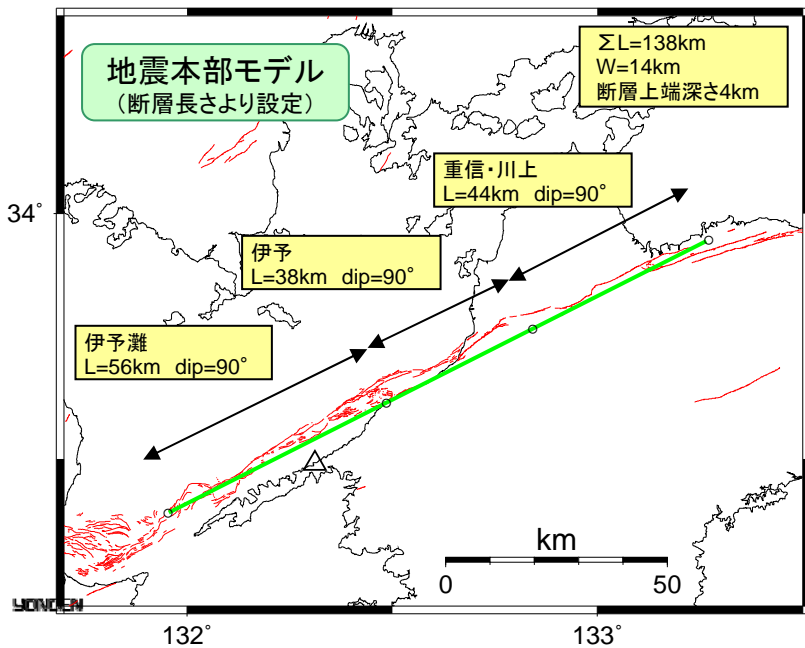 地震本部モデル
（断層長さより設定）
ΣL=138km
W=14km
断層上端深さ4km
重信・川上
L=44km dip=90°
34°
伊予
L=38km dip=90°
伊予灘
L=56km dip=90°
km
0 50
YONDEN
132° 133°